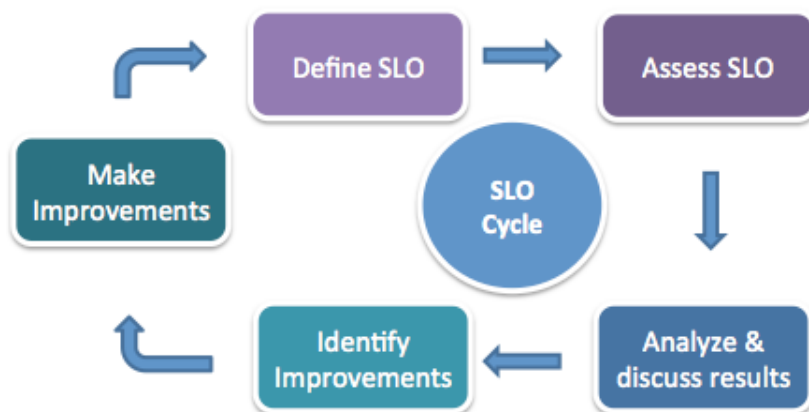 Define SLO
Assess SLO
Make
Improvements
SLO
Cycle
Identify
Improvements
Analyze &
discuss results